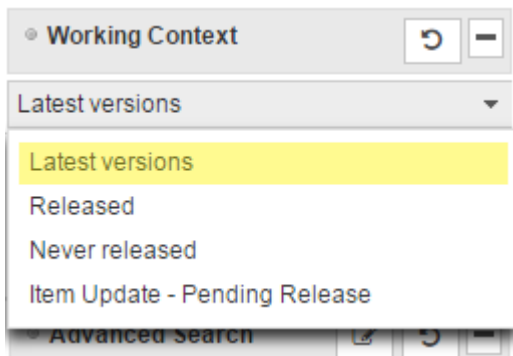 Working Context
Latest versions
Latest versions
Released
Never released
Item Update - Pending Release
Advanced Search